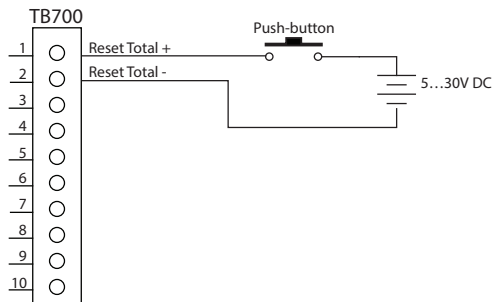 TB700
Push-button
1 Reset Total +
2 Reset Total -
5...30V DC
3
4
5
6
7
8
9
10